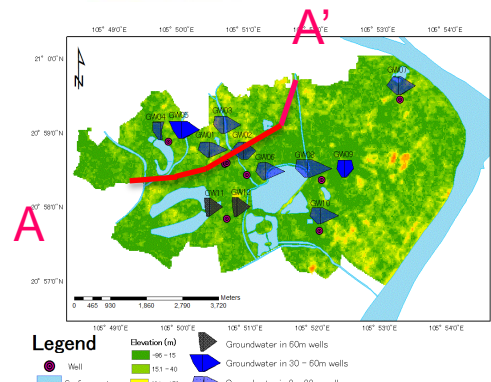 A'
105° 49'0"E 105° 50'0"E 105° 51'0"E 105° 52'0"E 105° 53'0"E 105° 54'0"E
21° 0'0"N
N
GW07
GW03
GW04 GW05
20° 59'0"N
GW01 GW02
GW06 GW08 GW09
20° 58'0"N
GW11 GW12
GW10
A
20° 57'0"N
Meters
0 465 930 1,860 2,790 3,720
105° 49'0"E 105° 50'0"E 105° 51'0"E 105° 52'0"E 105° 53'0"E 105° 54'0"E
Legend
Elevation (m)
Groundwater in 60m wells
Well
-96 - 15
15.1 - 40
Groundwater in 30 - 60m wells